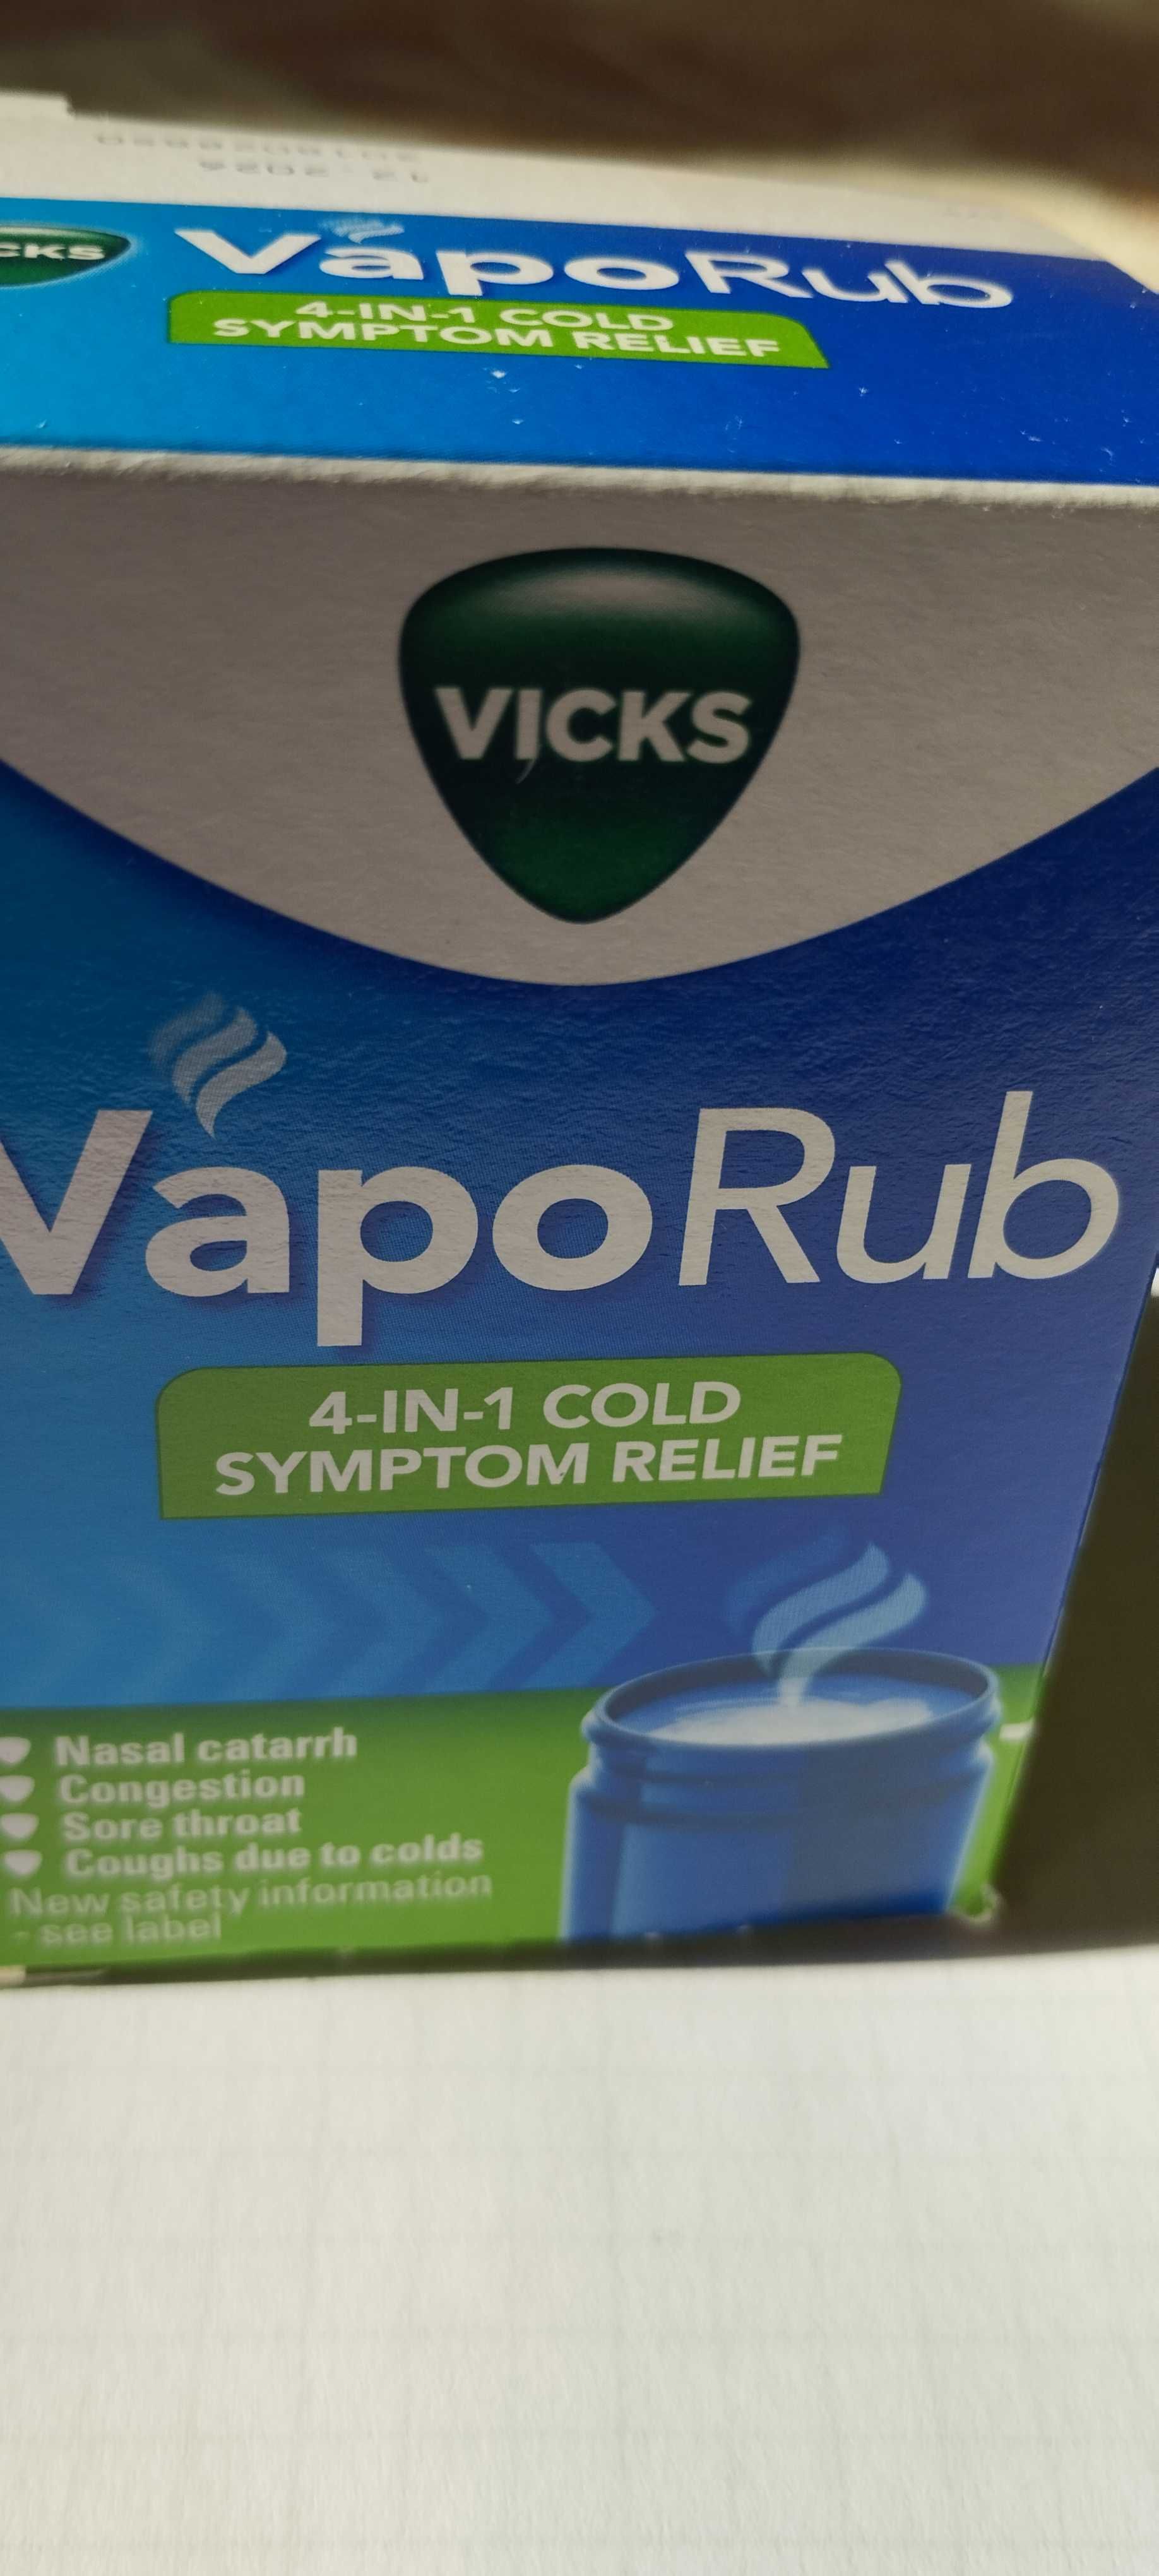 VICKS
VapoRub
4-IN-1 COLD
SYMPTOM RELIEF
VICKS
VapoRub
4-IN-1 COLD
SYMPTOM RELIEF
Nasal catarrh
Congestion
Sore throat
Coughs due to colds
New safety information
- see label